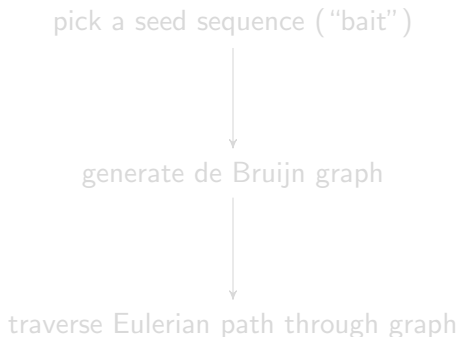 pick a seed sequence (“bait”)
generate de Bruijn graph
traverse Eulerian path through graph